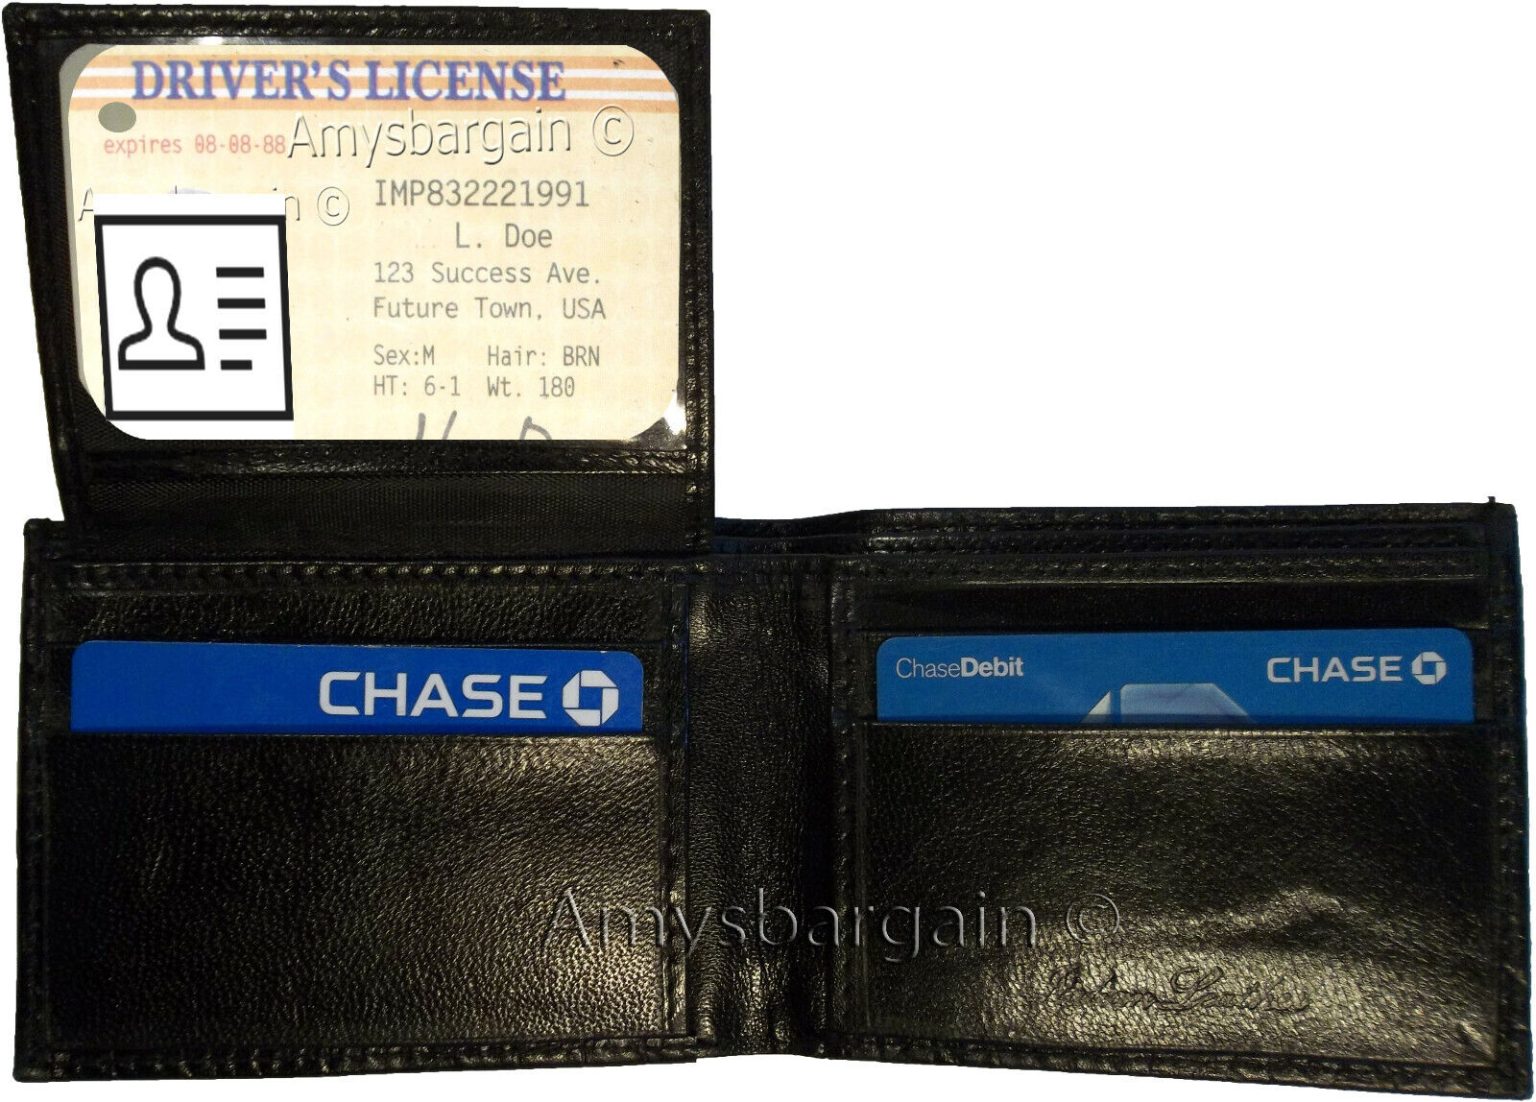 DRIVER'S LICENSE
Amysbargain ©
expires 08-08-88
IMP832221991
L. Doe
123 Success Ave.
Future Town, USA
Sex:M Hair: BRN
HT: 6-1 Wt. 180
CHASE
ChaseDebit CHASE
Amysbargain ©